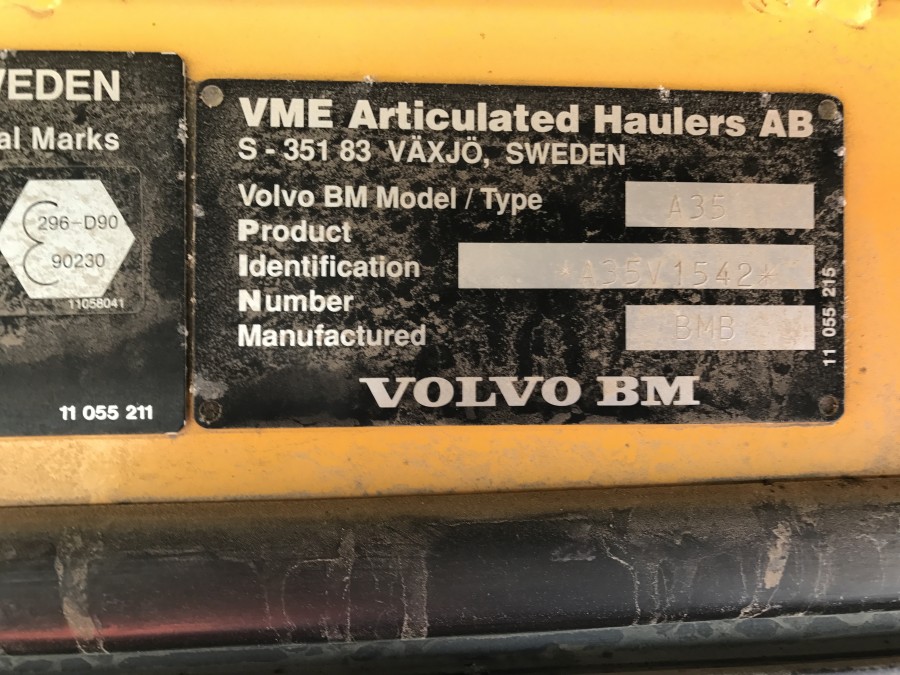 VEDEN
al Marks
296-D90
90230
11058041
11 055 211
VME Articulated Haulers AB
S - 351 83 VÄXJÖ, SWEDEN
Volvo BM Model / Type A35
Product
Identification *A35V1542*
Number
Manufactured BMB
11 055 215
VOLVO BM